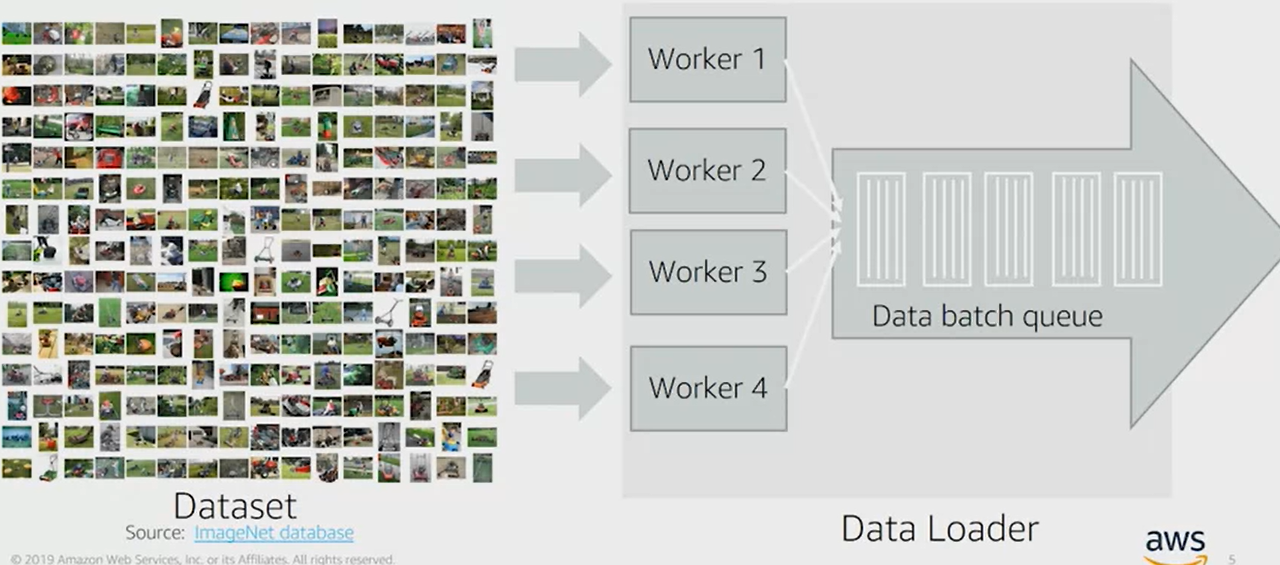 Worker 1
Worker 2
Worker 3
Worker 4
Data batch queue
Dataset
Source: ImageNet database
Data Loader
© 2019 Amazon Web Services, Inc. or its Affiliates. All rights reserved.
aws
5